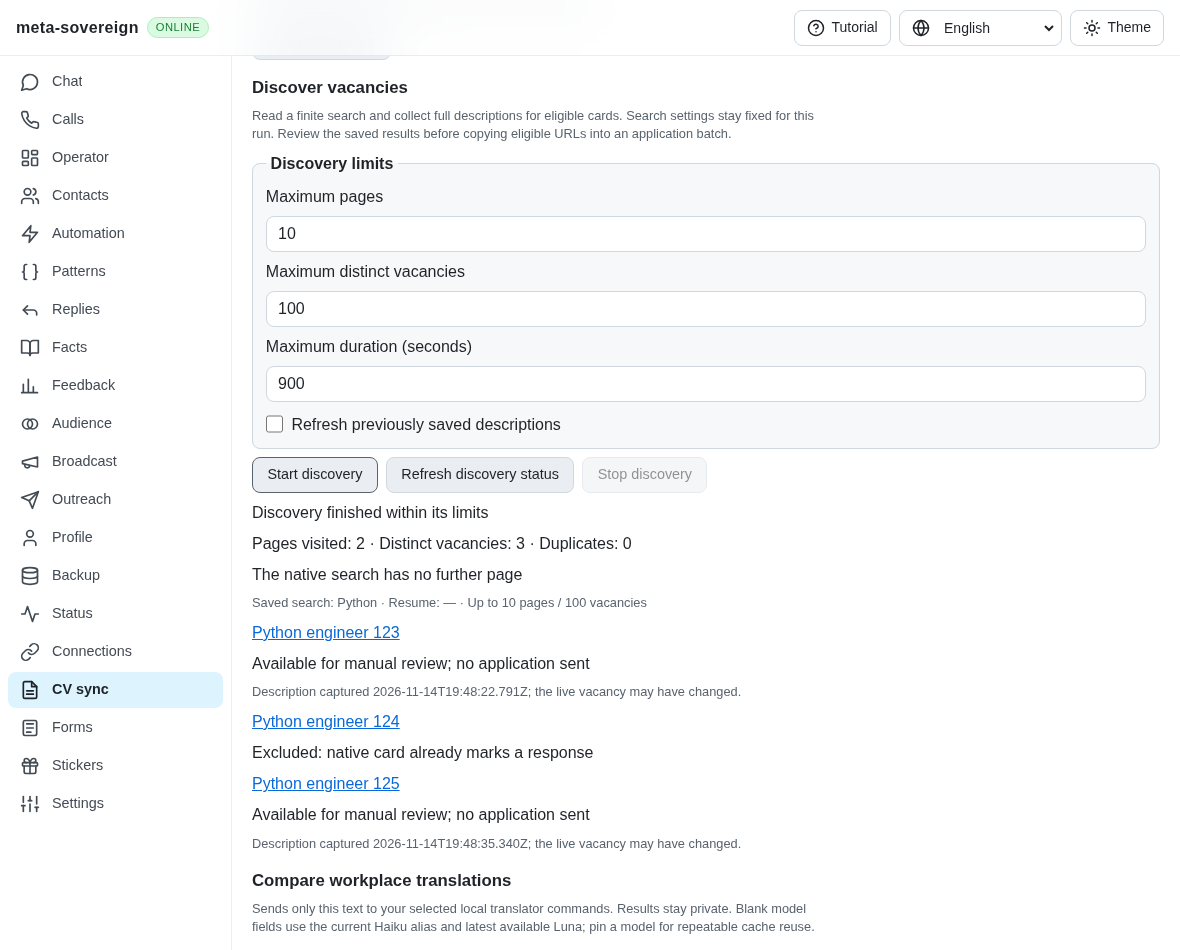 meta-sovereign ONLINE
Tutorial
English
Theme
Chat
Calls
Operator
Contacts
Automation
Patterns
Replies
Facts
Feedback
Audience
Broadcast
Outreach
Profile
Backup
Status
Connections
CV sync
Forms
Stickers
Settings
Discover vacancies
Read a finite search and collect full descriptions for eligible cards. Search settings stay fixed for this
run. Review the saved results before copying eligible URLs into an application batch.
Discovery limits
Maximum pages
10
Maximum distinct vacancies
100
Maximum duration (seconds)
900
Refresh previously saved descriptions
Start discovery
Refresh discovery status
Stop discovery
Discovery finished within its limits
Pages visited: 2 · Distinct vacancies: 3 · Duplicates: 0
The native search has no further page
Saved search: Python · Resume: — · Up to 10 pages / 100 vacancies
Python engineer 123
Available for manual review; no application sent
Description captured 2026-11-14T19:48:22.791Z; the live vacancy may have changed.
Python engineer 124
Excluded: native card already marks a response
Python engineer 125
Available for manual review; no application sent
Description captured 2026-11-14T19:48:35.340Z; the live vacancy may have changed.
Compare workplace translations
Sends only this text to your selected local translator commands. Results stay private. Blank model
fields use the current Haiku alias and latest available Luna; pin a model for repeatable cache reuse.